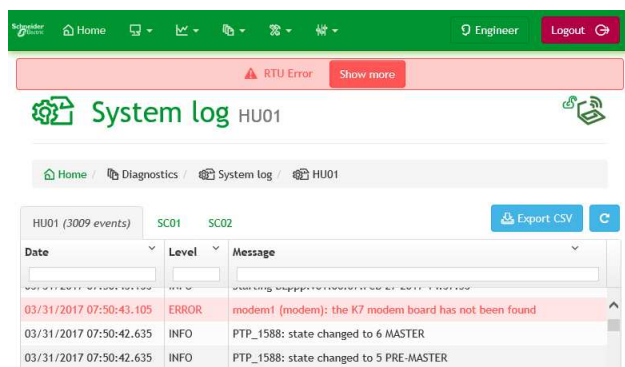 Schneider
Electric
Home
Engineer
Logout
RTU Error
Show more
System log HU01
Home / Diagnostics / System log / HU01
HU01 (3009 events)
SC01
SC02
Export CSV
Date
Level
Message
03/31/2017 07:50:43.105 ERROR modem1 (modem): the K7 modem board has not been found
03/31/2017 07:50:42.635 INFO PTP_1588: state changed to 6 MASTER
03/31/2017 07:50:42.635 INFO PTP_1588: state changed to 5 PRE-MASTER